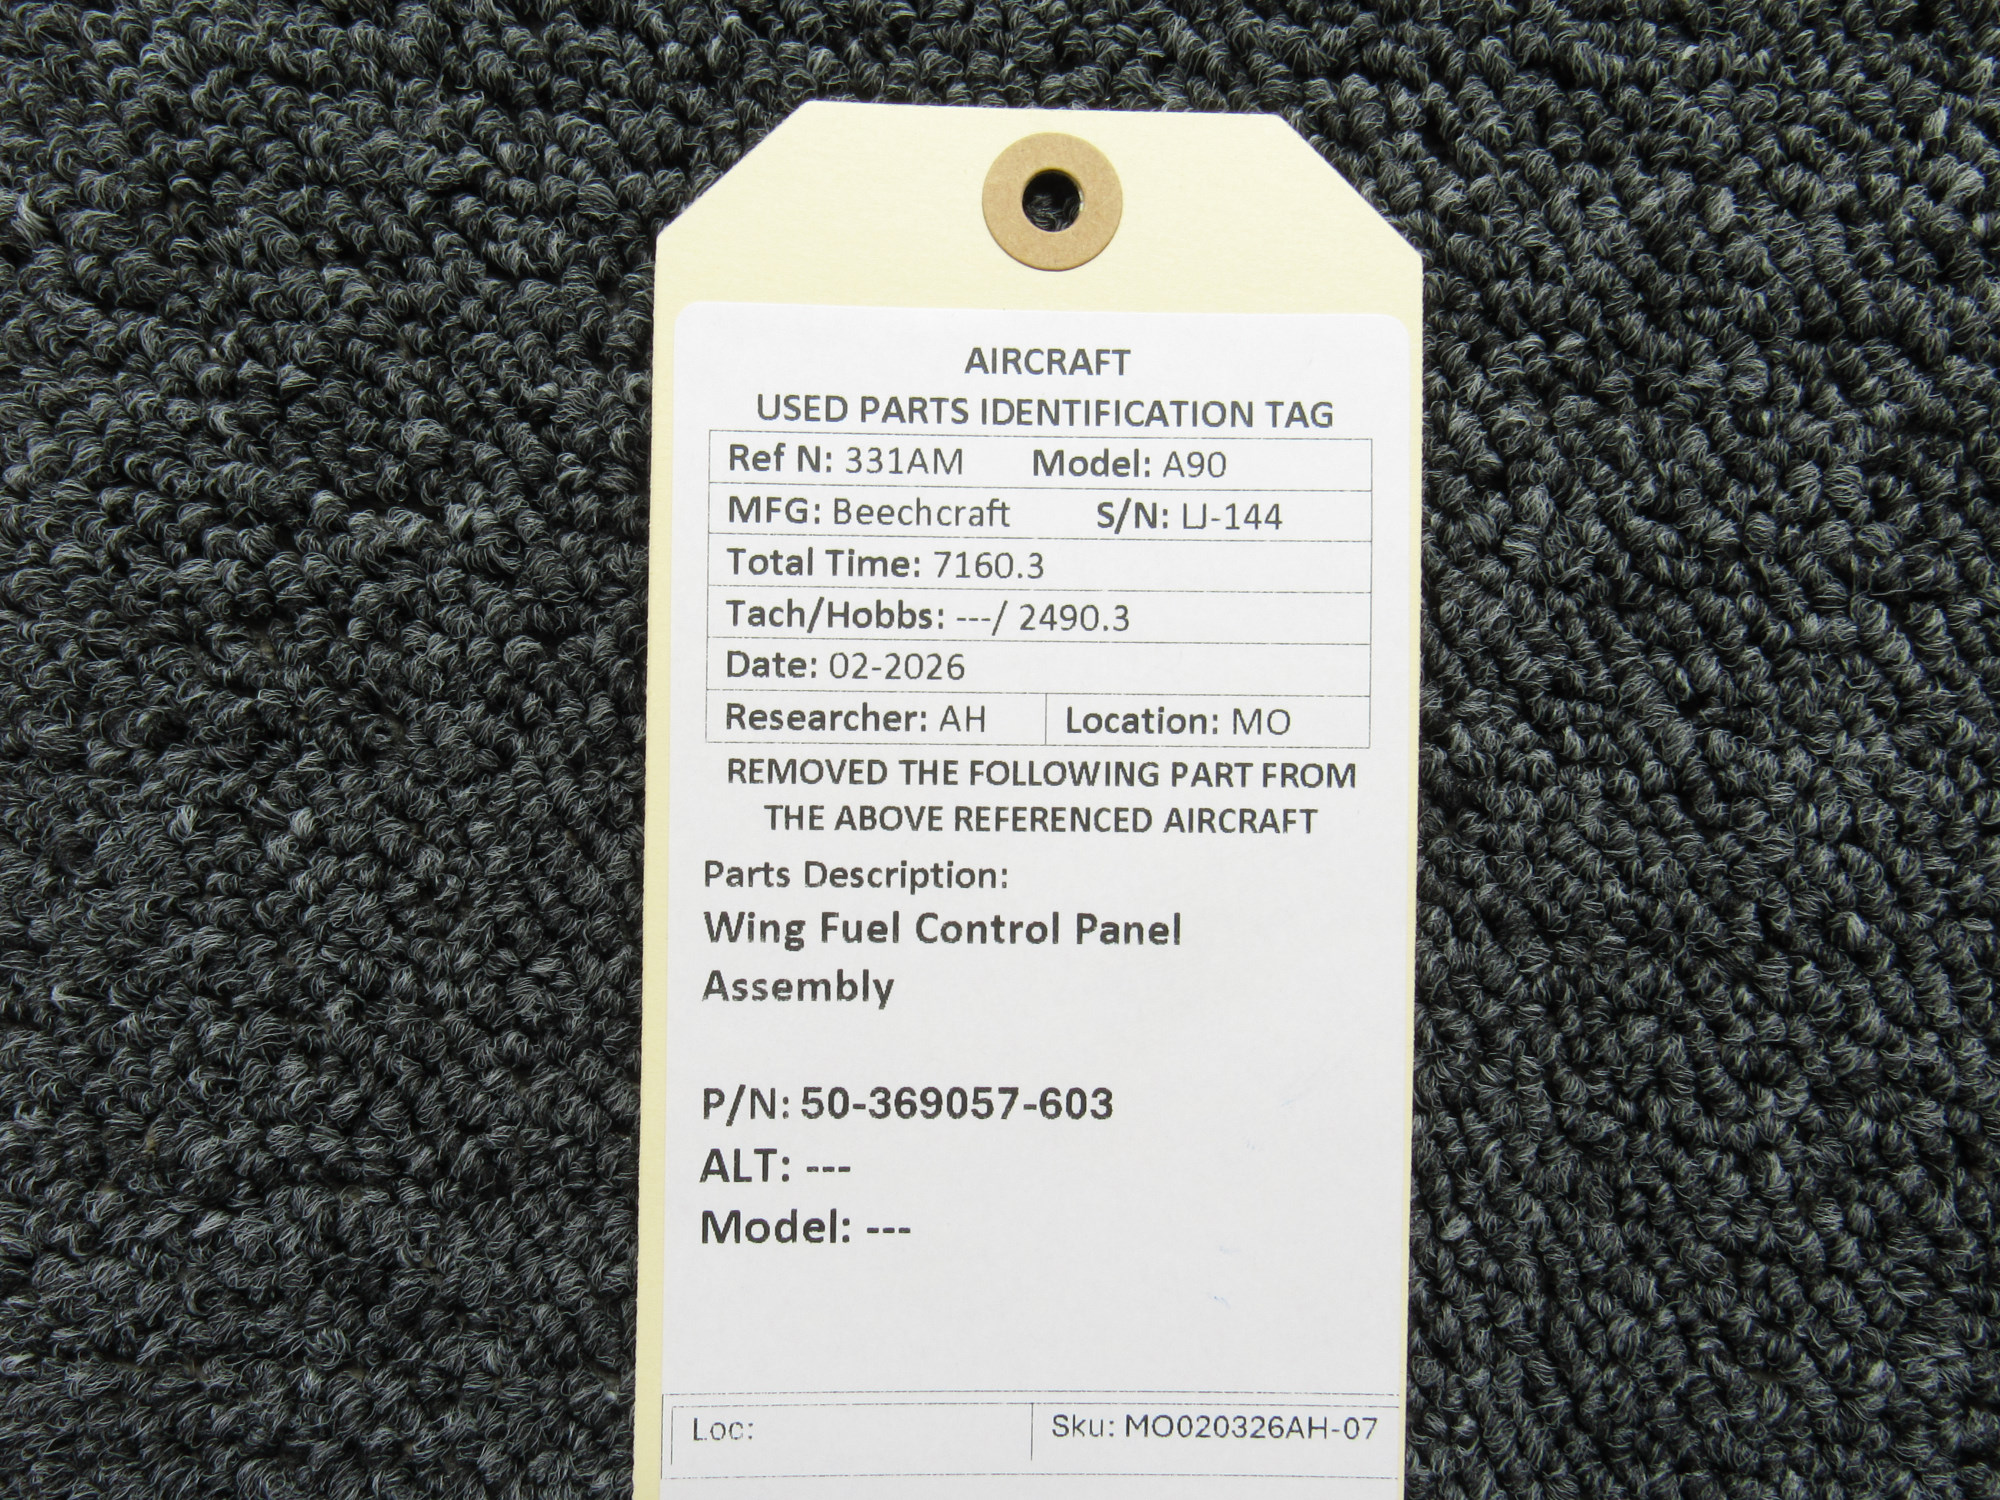 AIRCRAFT
USED PARTS IDENTIFICATION TAG
Ref N: 331AM Model: A90
MFG: Beechcraft S/N: LJ-144
Total Time: 7160.3
Tach/Hobbs: ---/ 2490.3
Date: 02-2026
Researcher: AH Location: MO
REMOVED THE FOLLOWING PART FROM
THE ABOVE REFERENCED AIRCRAFT
Parts Description:
Wing Fuel Control Panel
Assembly
P/N: 50-369057-603
ALT: ---
Model: ---
Loc: Sku: MO020326AH-07